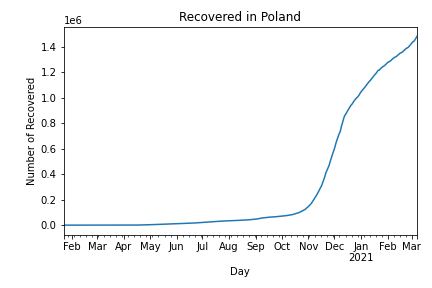 Recovered in Poland
1e6
1.4
1.2
1.0
0.8
0.6
0.4
0.2
0.0
Number of Recovered
Feb Mar Apr May Jun Jul Aug Sep Oct Nov Dec Jan Feb Mar
2021
Day